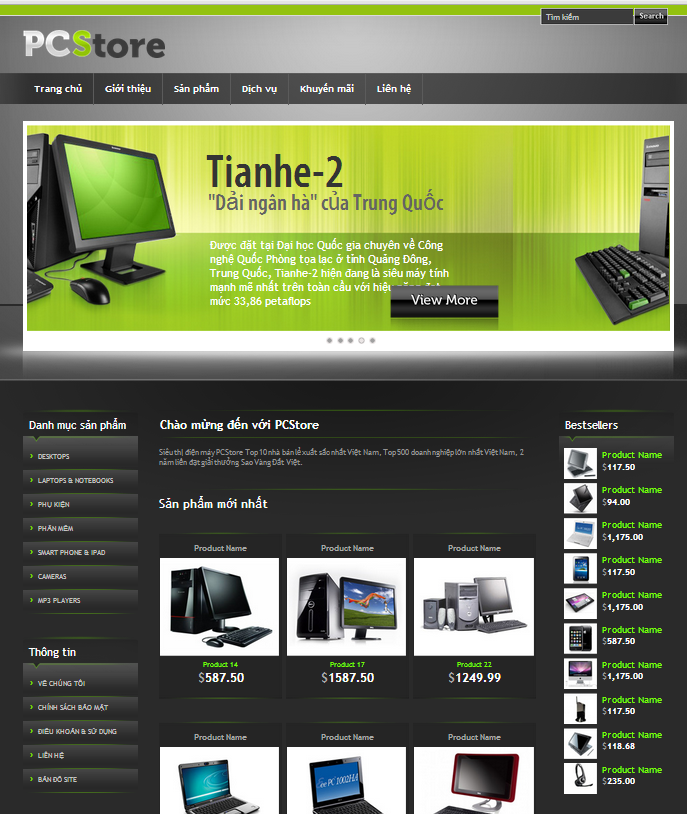 Tìm kiếm Search
PCStore
Trang chủ Giới thiệu Sản phẩm Dịch vụ Khuyến mãi Liên hệ
Tianhe-2
"Dải ngân hà" của Trung Quốc
Được đặt tại Đại học Quốc gia chuyên về Công
nghệ Quốc Phòng tọa lạc ở tỉnh Quảng Đông,
Trung Quốc, Tianhe-2 hiện đang là siêu máy tính
mạnh mẽ nhất trên toàn cầu với hiệu
mức 33,86 petaflops
View More
Danh mục sản phẩm
DESKTOPS
LAPTOPS & NOTEBOOKS
PHỤ KIỆN
PHẦN MỀM
SMART PHONE & IPAD
CAMERAS
MP3 PLAYERS
Thông tin
VỀ CHÚNG TÔI
CHÍNH SÁCH BẢO MẬT
ĐIỀU KHOẢN & SỬ DỤNG
LIÊN HỆ
BẢN ĐỒ SITE
Chào mừng đến với PCStore
Siêu thị điện máy PCStore Top 10 nhà bán lẻ xuất sắc nhất Việt Nam, Top 500 doanh nghiệp lớn nhất Việt Nam, 2
năm liền đạt giải thưởng Sao Vàng Đất Việt.
Sản phẩm mới nhất
Product Name Product Name Product Name
Product 14 Product 17 Product 22
$587.50 $1587.50 $1249.99
Product Name Product Name Product Name
Eee PC 1002HA
Bestsellers
Product Name
$117.50
Product Name
$94.00
Product Name
$1,175.00
Product Name
$117.50
Product Name
$1,175.00
Product Name
$587.50
Product Name
$1,175.00
Product Name
$117.50
Product Name
$118.68
Product Name
$235.00